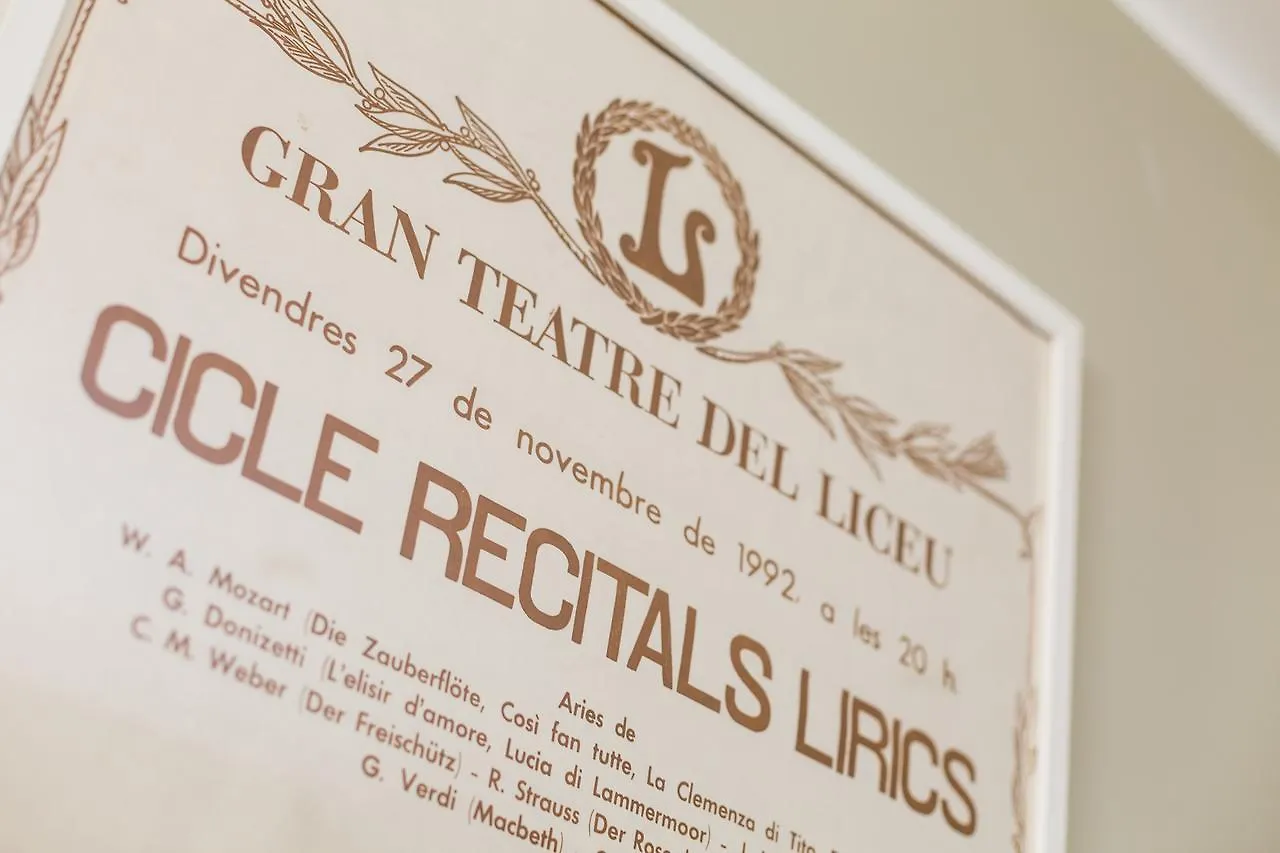 L
GRAN TEATRE DEL LICEU
Divendres 27 de novembre de 1992, a les 20 h.
CICLE RECITALS LIRICS
Aries de
W. A. Mozart (Die Zauberflöte, Così fan tutte, La Clemenza di Tito
G. Donizetti (L'elisir d'amore, Lucia di Lammermoor) -
C. M. Weber (Der Freischütz) - R. Strauss (Der
G. Verdi (Macbeth)